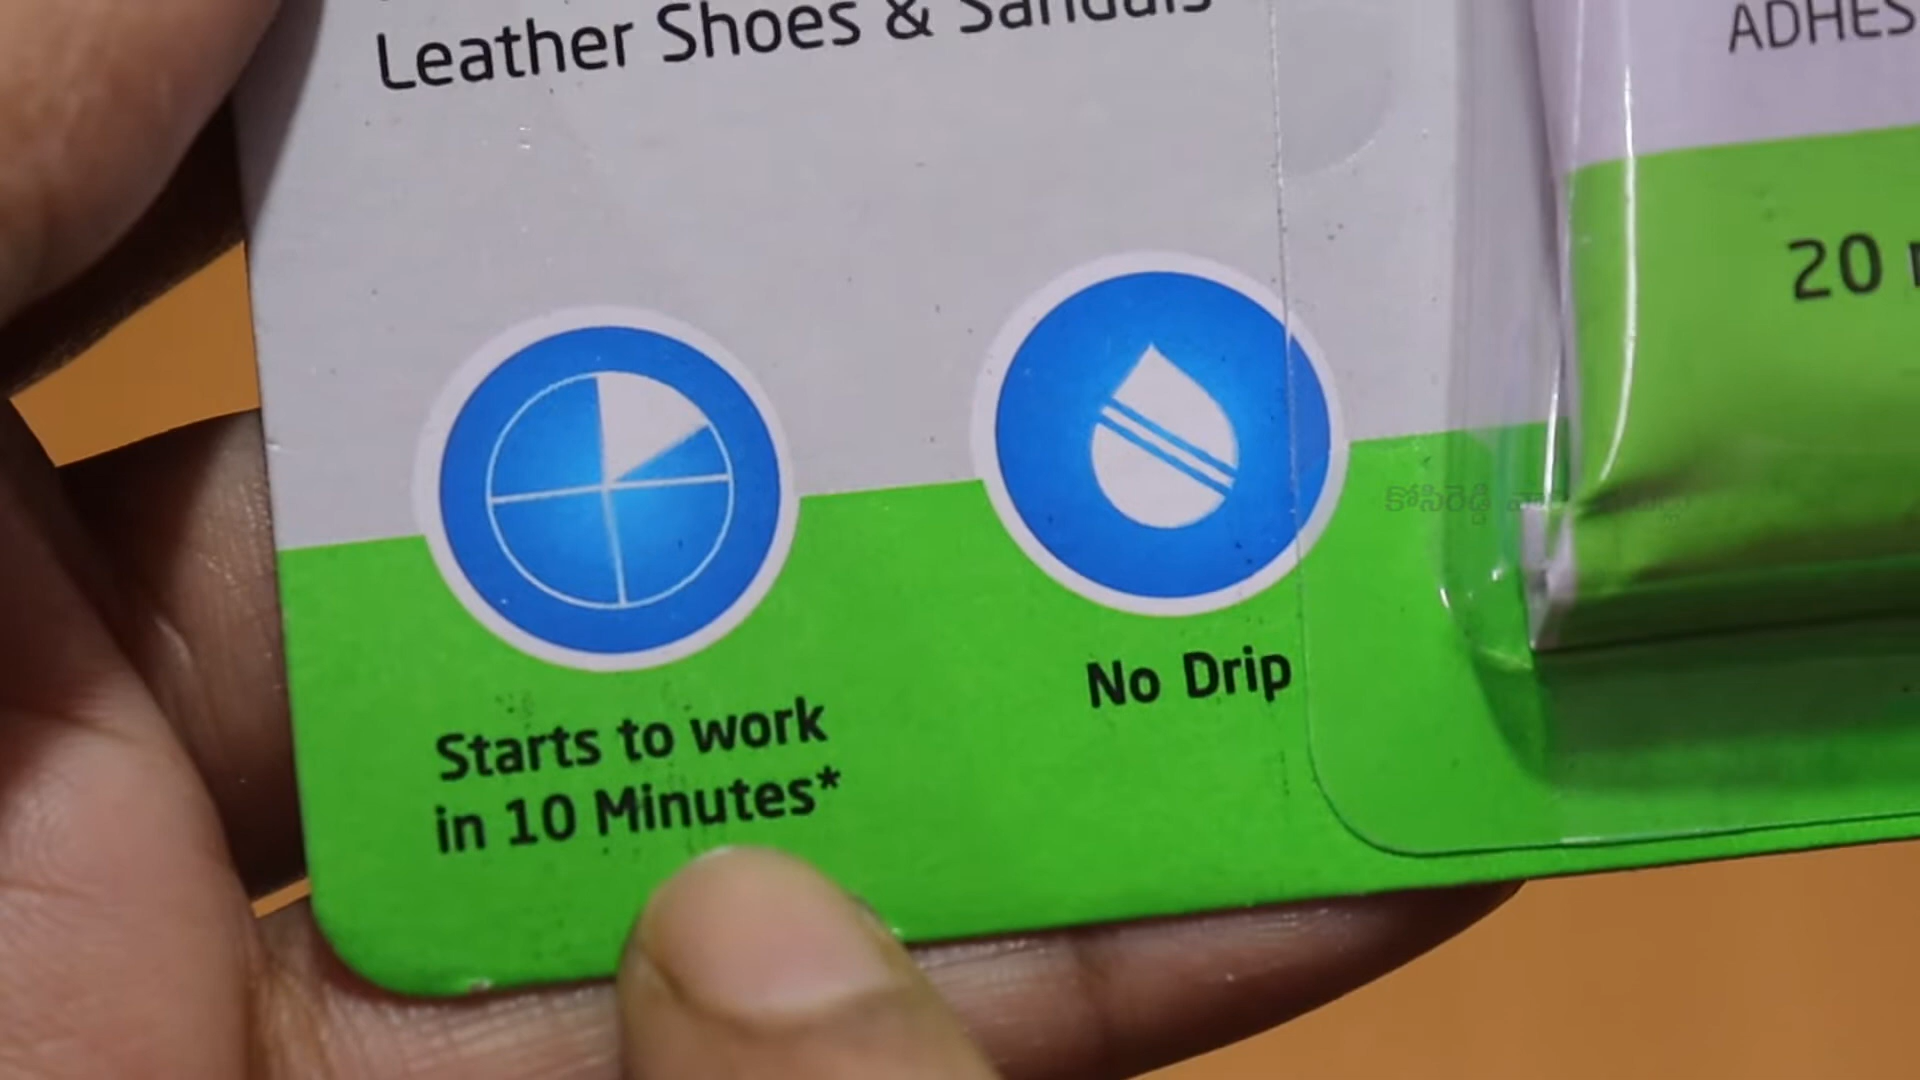 Leather Shoes & Sandals
ADHES
20
Starts to work
in 10 Minutes*
No Drip
కోసిరెడ్డి